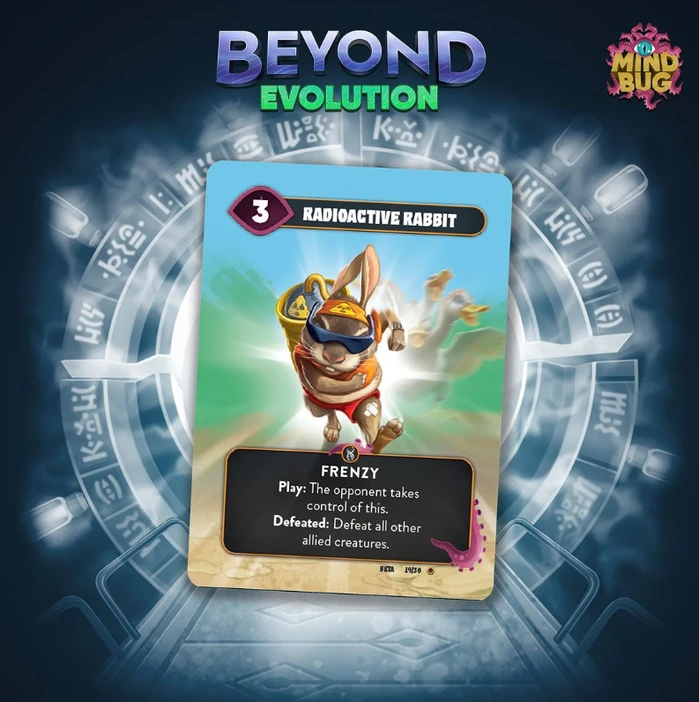 BEYOND
EVOLUTION
MIND
BUG
3
RADIOACTIVE RABBIT
FRENZY
Play: The opponent takes
control of this.
Defeated: Defeat all other
allied creatures.
BETA